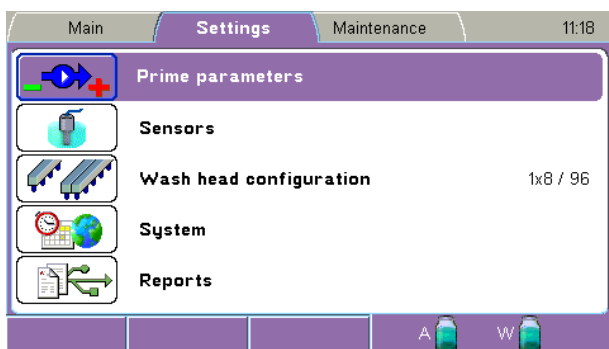 Main Settings Maintenance 11:18
Prime parameters
Sensors
Wash head configuration 1x8 / 96
System
Reports
A W